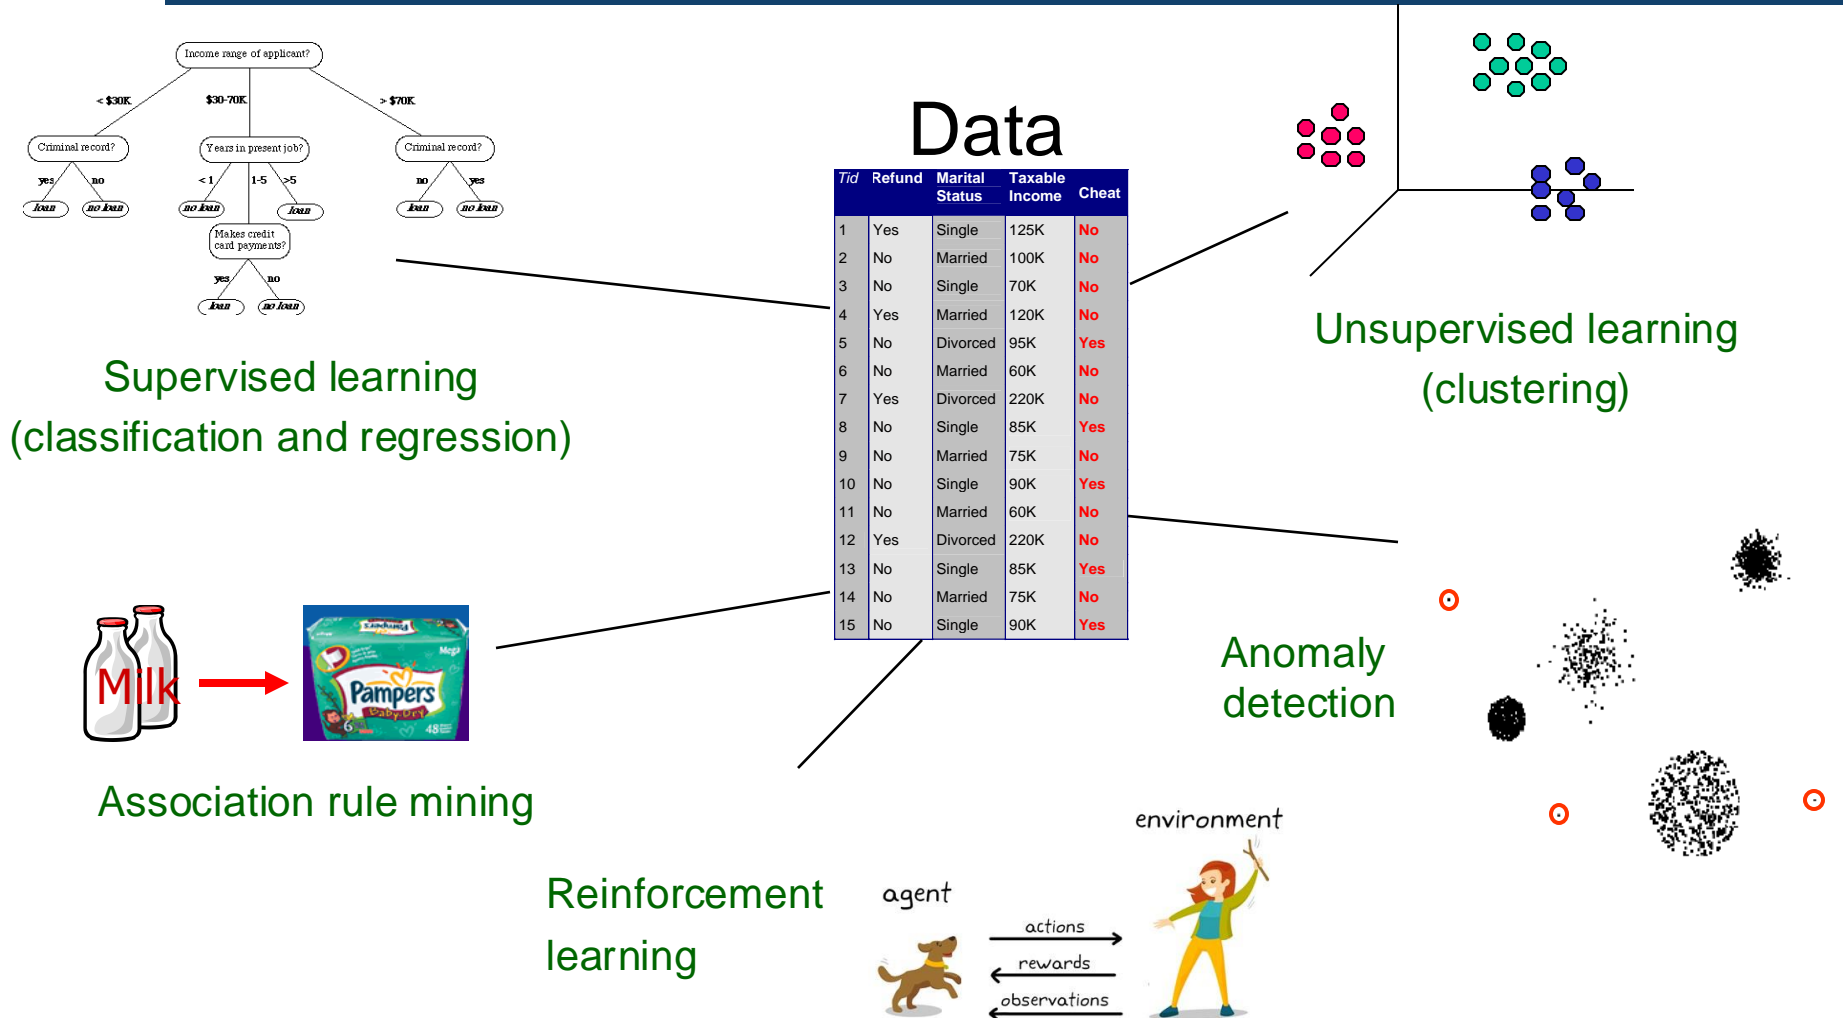 Income range of applicant?
< $30K
$30-70K
> $70K
Criminal record?
Years in present job?
Criminal record?
yes
no
< 1
1-5
>5
no
yes
loan
no loan
no loan
loan
loan
no loan
Makes credit
card payments?
yes
no
loan
no loan
Supervised learning
(classification and regression)
Data
Tid Refund Marital Status Taxable Income Cheat
1 Yes Single 125K No
2 No Married 100K No
3 No Single 70K No
4 Yes Married 120K No
5 No Divorced 95K Yes
6 No Married 60K No
7 Yes Divorced 220K No
8 No Single 85K Yes
9 No Married 75K No
10 No Single 90K Yes
11 No Married 60K No
12 Yes Divorced 220K No
13 No Single 85K Yes
14 No Married 75K No
15 No Single 90K Yes
Unsupervised learning
(clustering)
Milk
Mega
Pampers
Baby-Dry
6
48
Association rule mining
Anomaly
detection
Reinforcement
learning
agent
environment
actions
rewards
observations